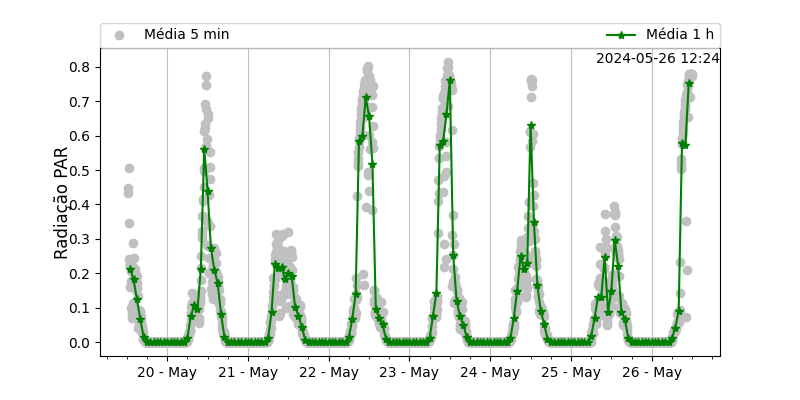 Média 5 min
Média 1 h
2024-05-26 12:24
Radiação PAR
0.8
0.7
0.6
0.5
0.4
0.3
0.2
0.1
0.0
20 - May
21 - May
22 - May
23 - May
24 - May
25 - May
26 - May